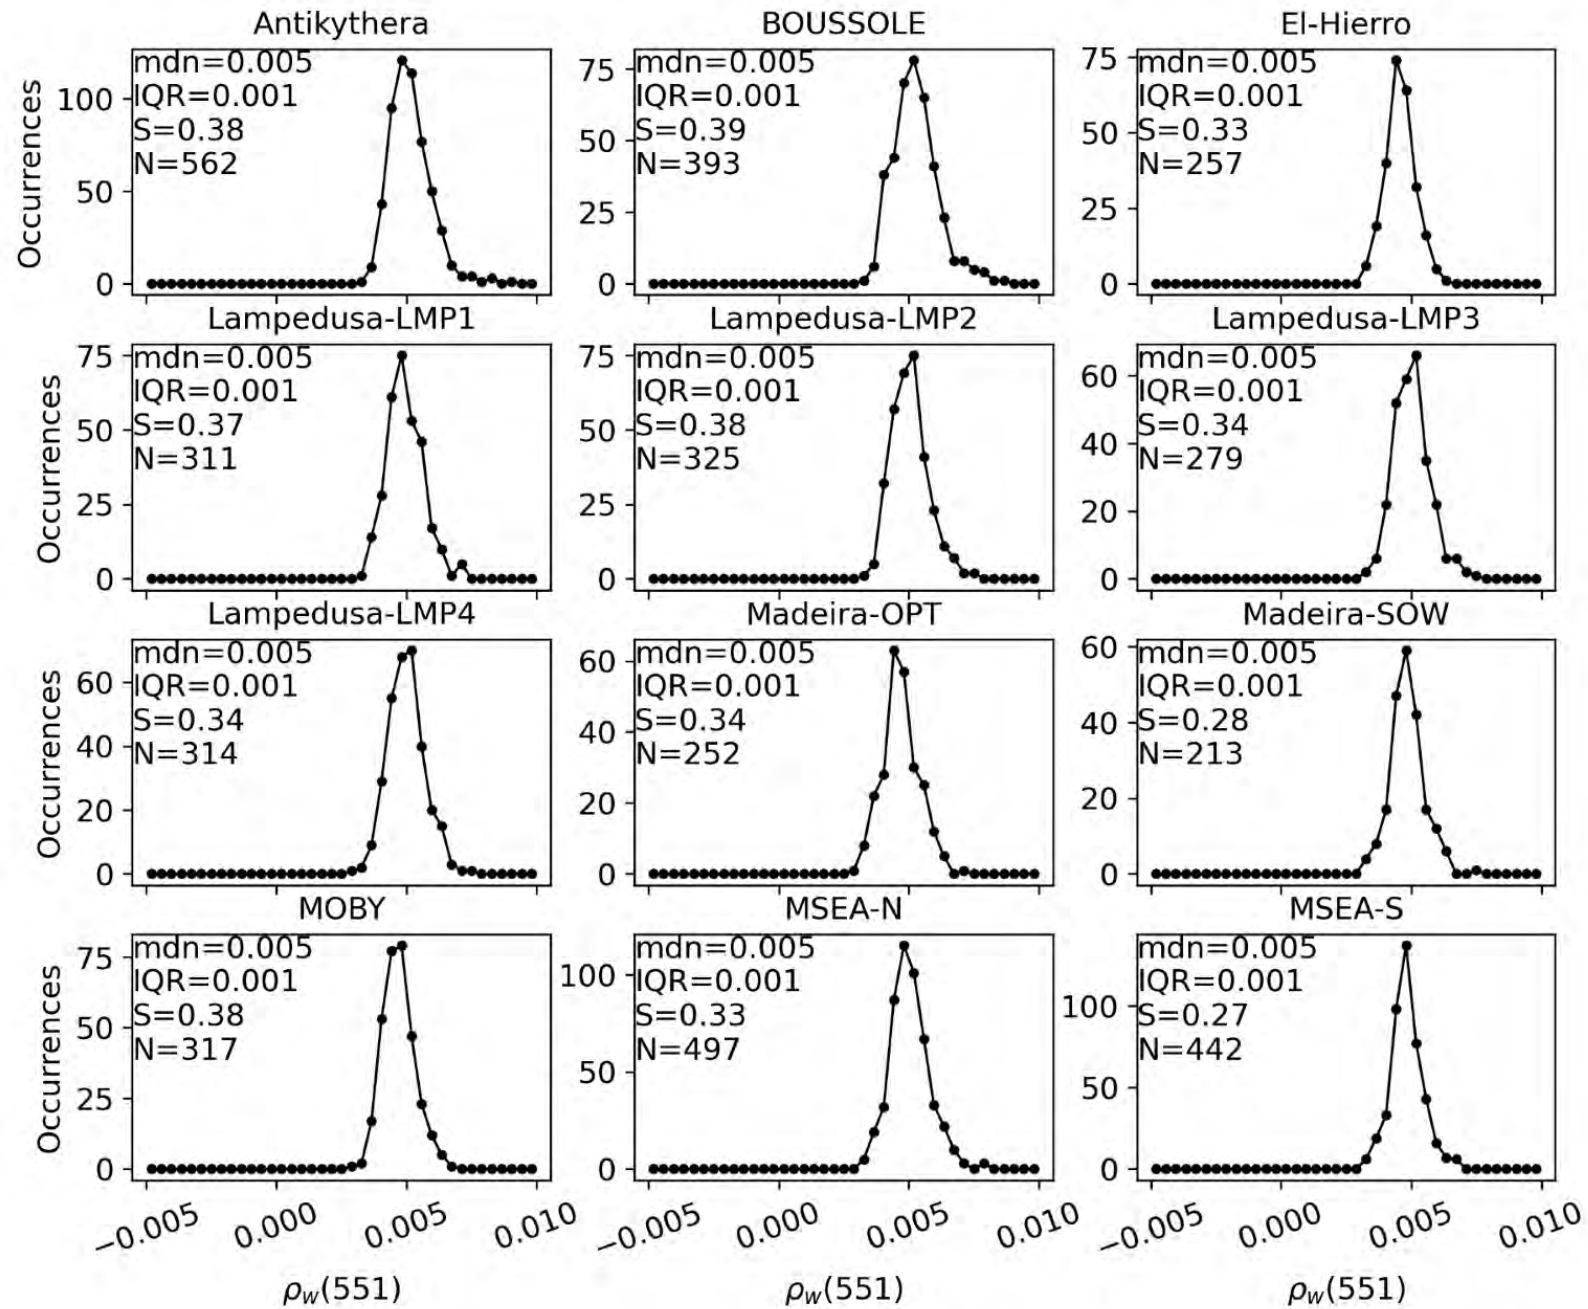 Antikythera
Occurrences
100
50
0
mdn=0.005
IQR=0.001
S=0.38
N=562
BOUSSOLE
75
50
25
0
mdn=0.005
IQR=0.001
S=0.39
N=393
El-Hierro
75
50
25
0
mdn=0.005
IQR=0.001
S=0.33
N=257
Lampedusa-LMP1
Occurrences
75
50
25
0
mdn=0.005
IQR=0.001
S=0.37
N=311
Lampedusa-LMP2
75
50
25
0
mdn=0.005
IQR=0.001
S=0.38
N=325
Lampedusa-LMP3
60
40
20
0
mdn=0.005
IQR=0.001
S=0.34
N=279
Lampedusa-LMP4
Occurrences
60
40
20
0
mdn=0.005
IQR=0.001
S=0.34
N=314
Madeira-OPT
60
40
20
0
mdn=0.005
IQR=0.001
S=0.34
N=252
Madeira-SOW
60
40
20
0
mdn=0.005
IQR=0.001
S=0.28
N=213
MOBY
Occurrences
75
50
25
0
mdn=0.005
IQR=0.001
S=0.38
N=317
−0.005 0.000 0.005 0.010
ρw(551)
MSEA-N
100
50
0
mdn=0.005
IQR=0.001
S=0.33
N=497
−0.005 0.000 0.005 0.010
ρw(551)
MSEA-S
100
50
0
mdn=0.005
IQR=0.001
S=0.27
N=442
−0.005 0.000 0.005 0.010
ρw(551)